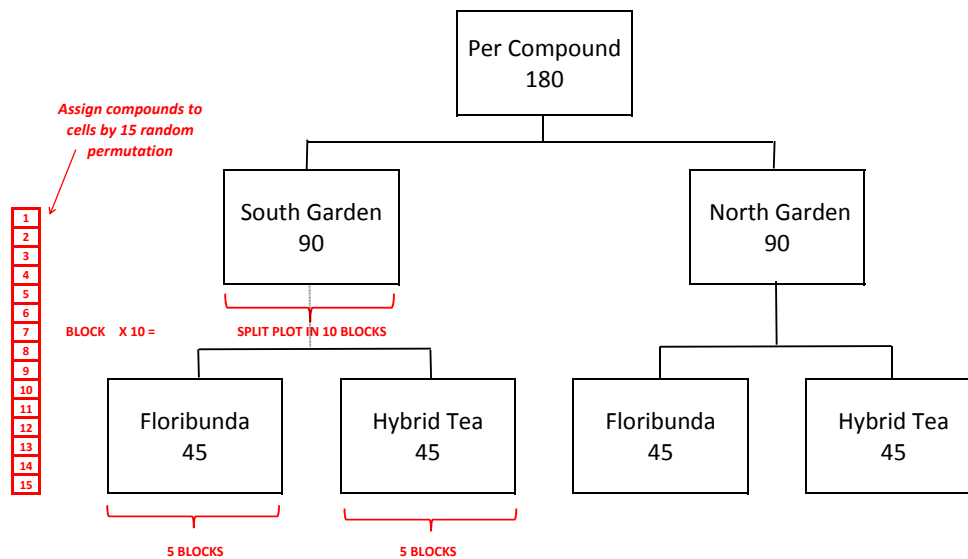 Per Compound
180
Assign compounds to
cells by 15 random
permutation
South Garden
90
North Garden
90
1
2
3
4
5
6
7
8
9
10
11
12
13
14
15
BLOCK X 10 =
SPLIT PLOT IN 10 BLOCKS
Floribunda
45
Hybrid Tea
45
Floribunda
45
Hybrid Tea
45
5 BLOCKS
5 BLOCKS